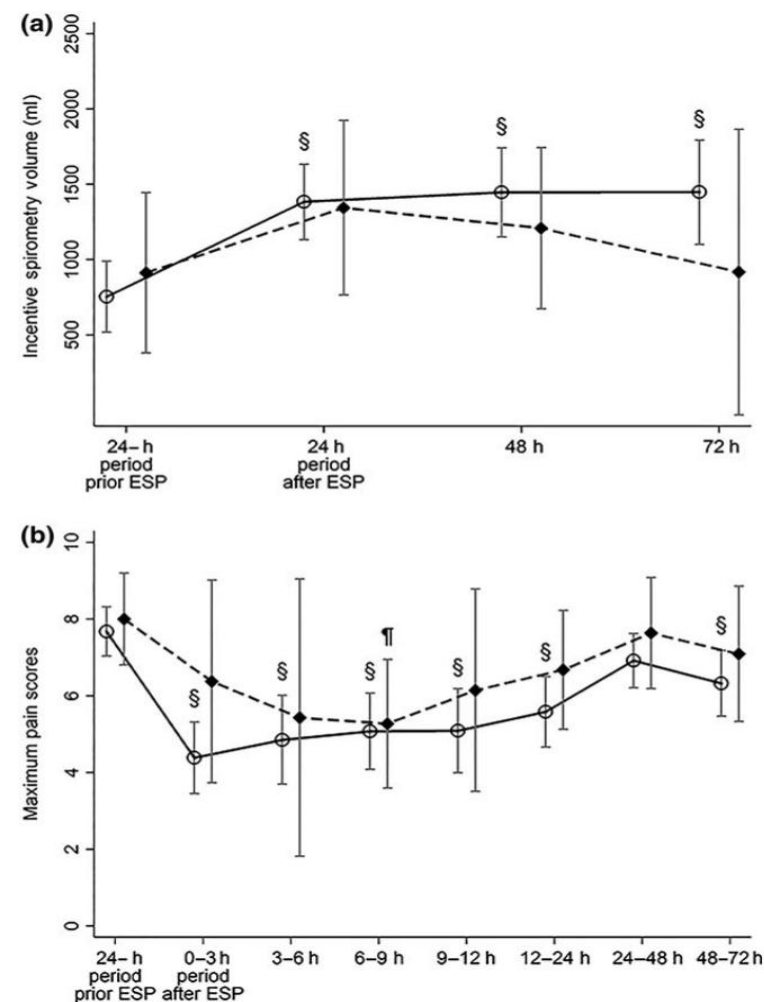 (a)
Incentive spirometry volume (ml)
2500
2000
1500
1000
500
§
§
§
24– h period prior ESP
24 h period after ESP
48 h
72 h
(b)
Maximum pain scores
10
8
6
4
2
0
§
§
§
¶
§
§
§
24– h period prior ESP
0–3 h period after ESP
3–6 h
6–9 h
9–12 h
12–24 h
24–48 h
48–72 h